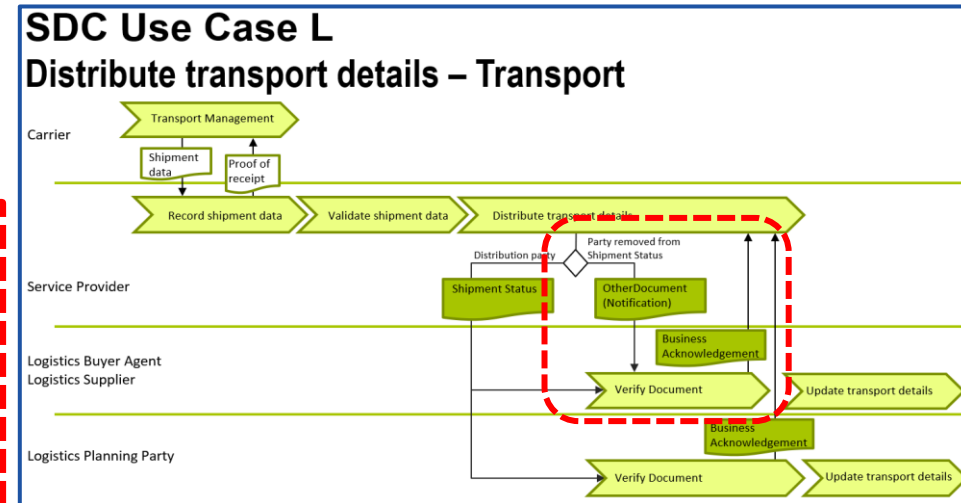 SDC Use Case L
Distribute transport details – Transport
Carrier
Transport Management
Shipment
data
Proof of
receipt
Record shipment data
Validate shipment data
Distribute transport details
Service Provider
Distribution party
Party removed from
Shipment Status
Shipment Status
OtherDocument
(Notification)
Logistics Buyer Agent
Logistics Supplier
Business
Acknowledgement
Verify Document
Update transport details
Logistics Planning Party
Business
Acknowledgement
Verify Document
Update transport details